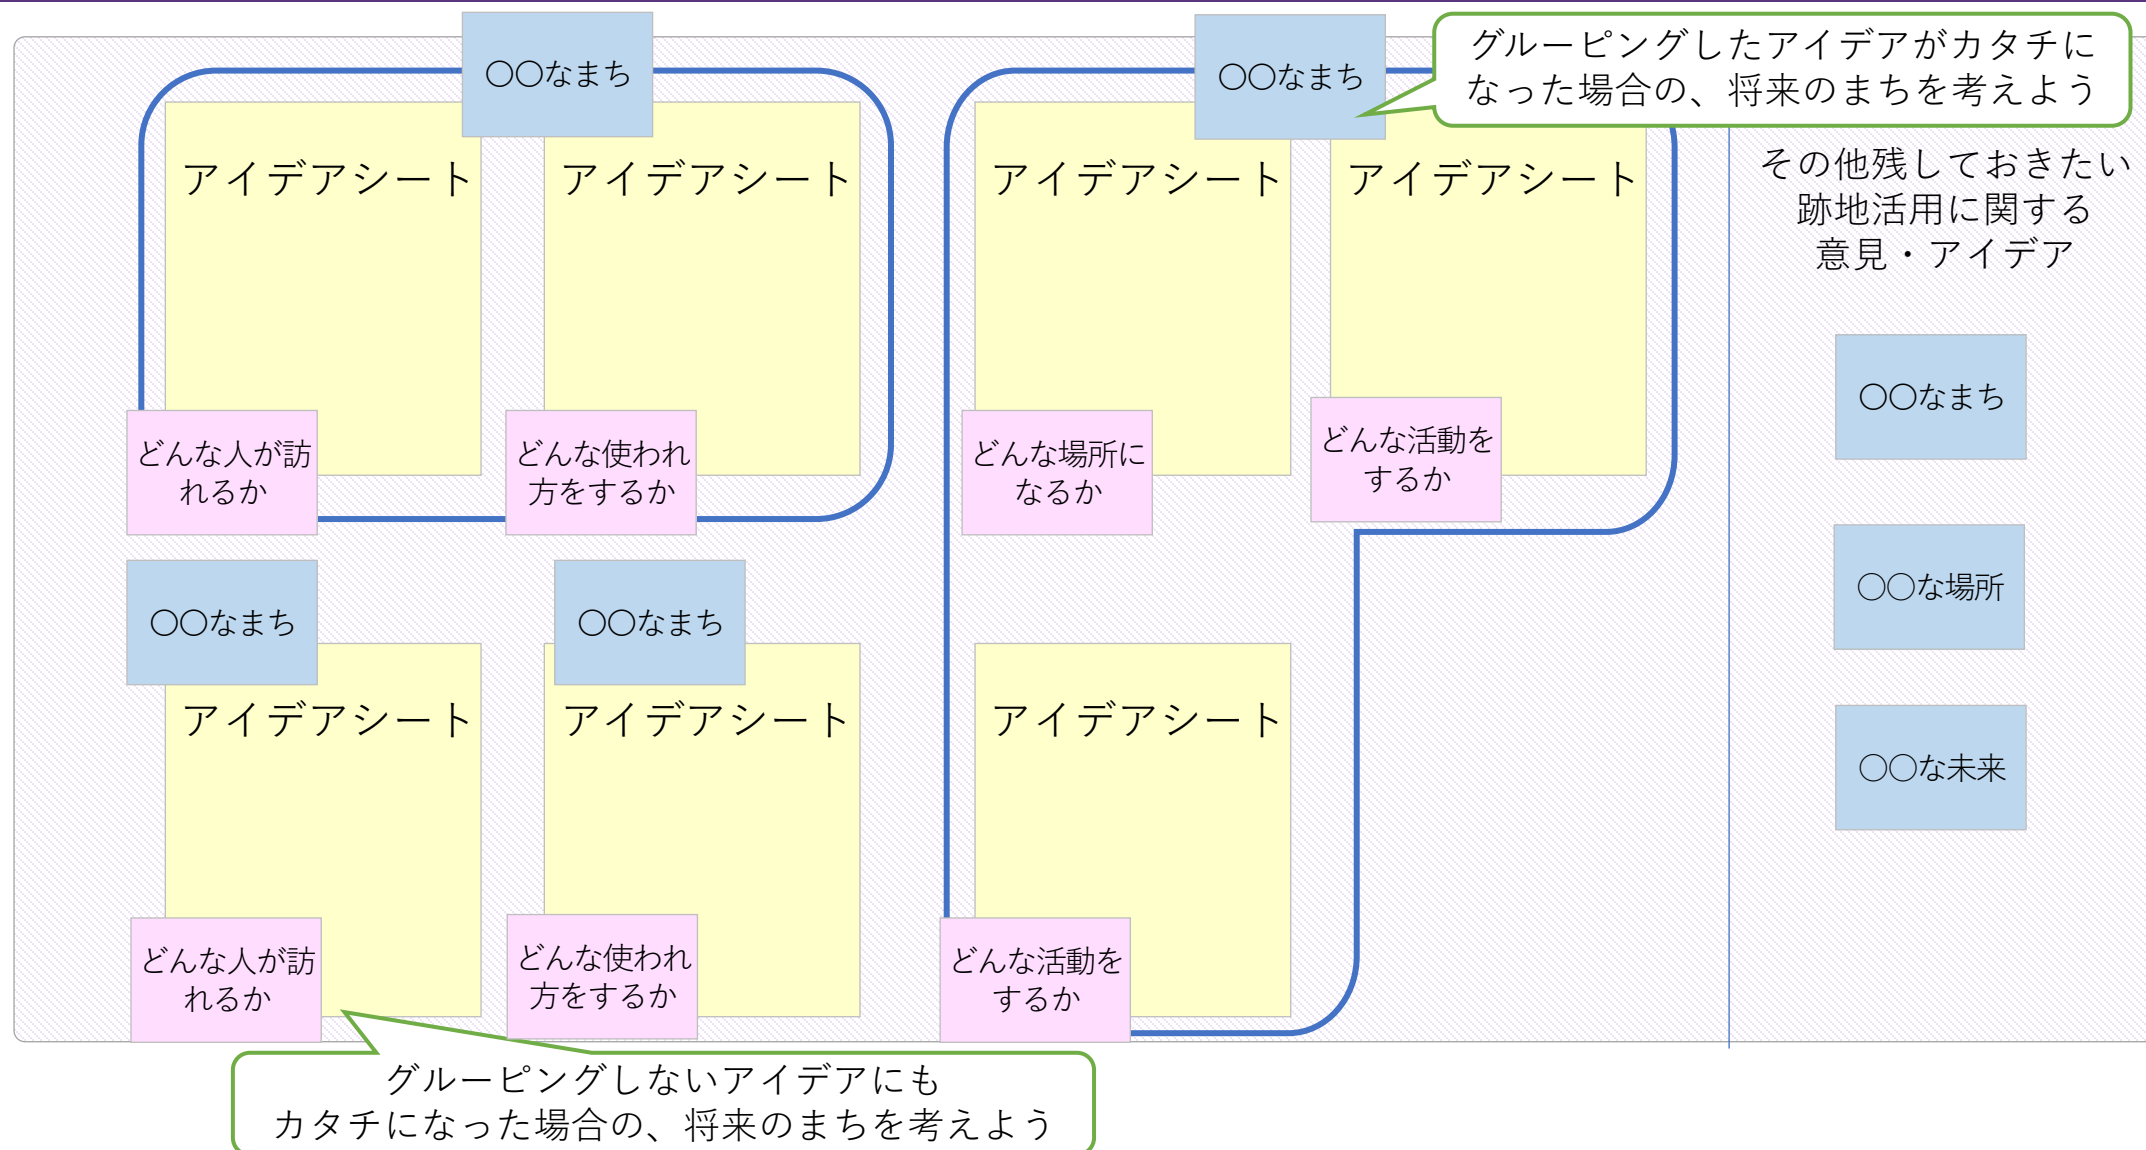 〇〇なまち
〇〇なまち
グルーピングしたアイデアがカタチに
なった場合の、将来のまちを考えよう
アイデアシート
アイデアシート
アイデアシート
アイデアシート
その他残しておきたい
跡地活用に関する
意見・アイデア
どんな人が訪
れるか
どんな使われ
方をするか
どんな場所に
なるか
どんな活動を
するか
〇〇なまち
〇〇な場所
〇〇な未来
〇〇なまち
〇〇なまち
アイデアシート
アイデアシート
アイデアシート
どんな人が訪
れるか
どんな使われ
方をするか
どんな活動を
するか
グルーピングしないアイデアにも
カタチになった場合の、将来のまちを考えよう